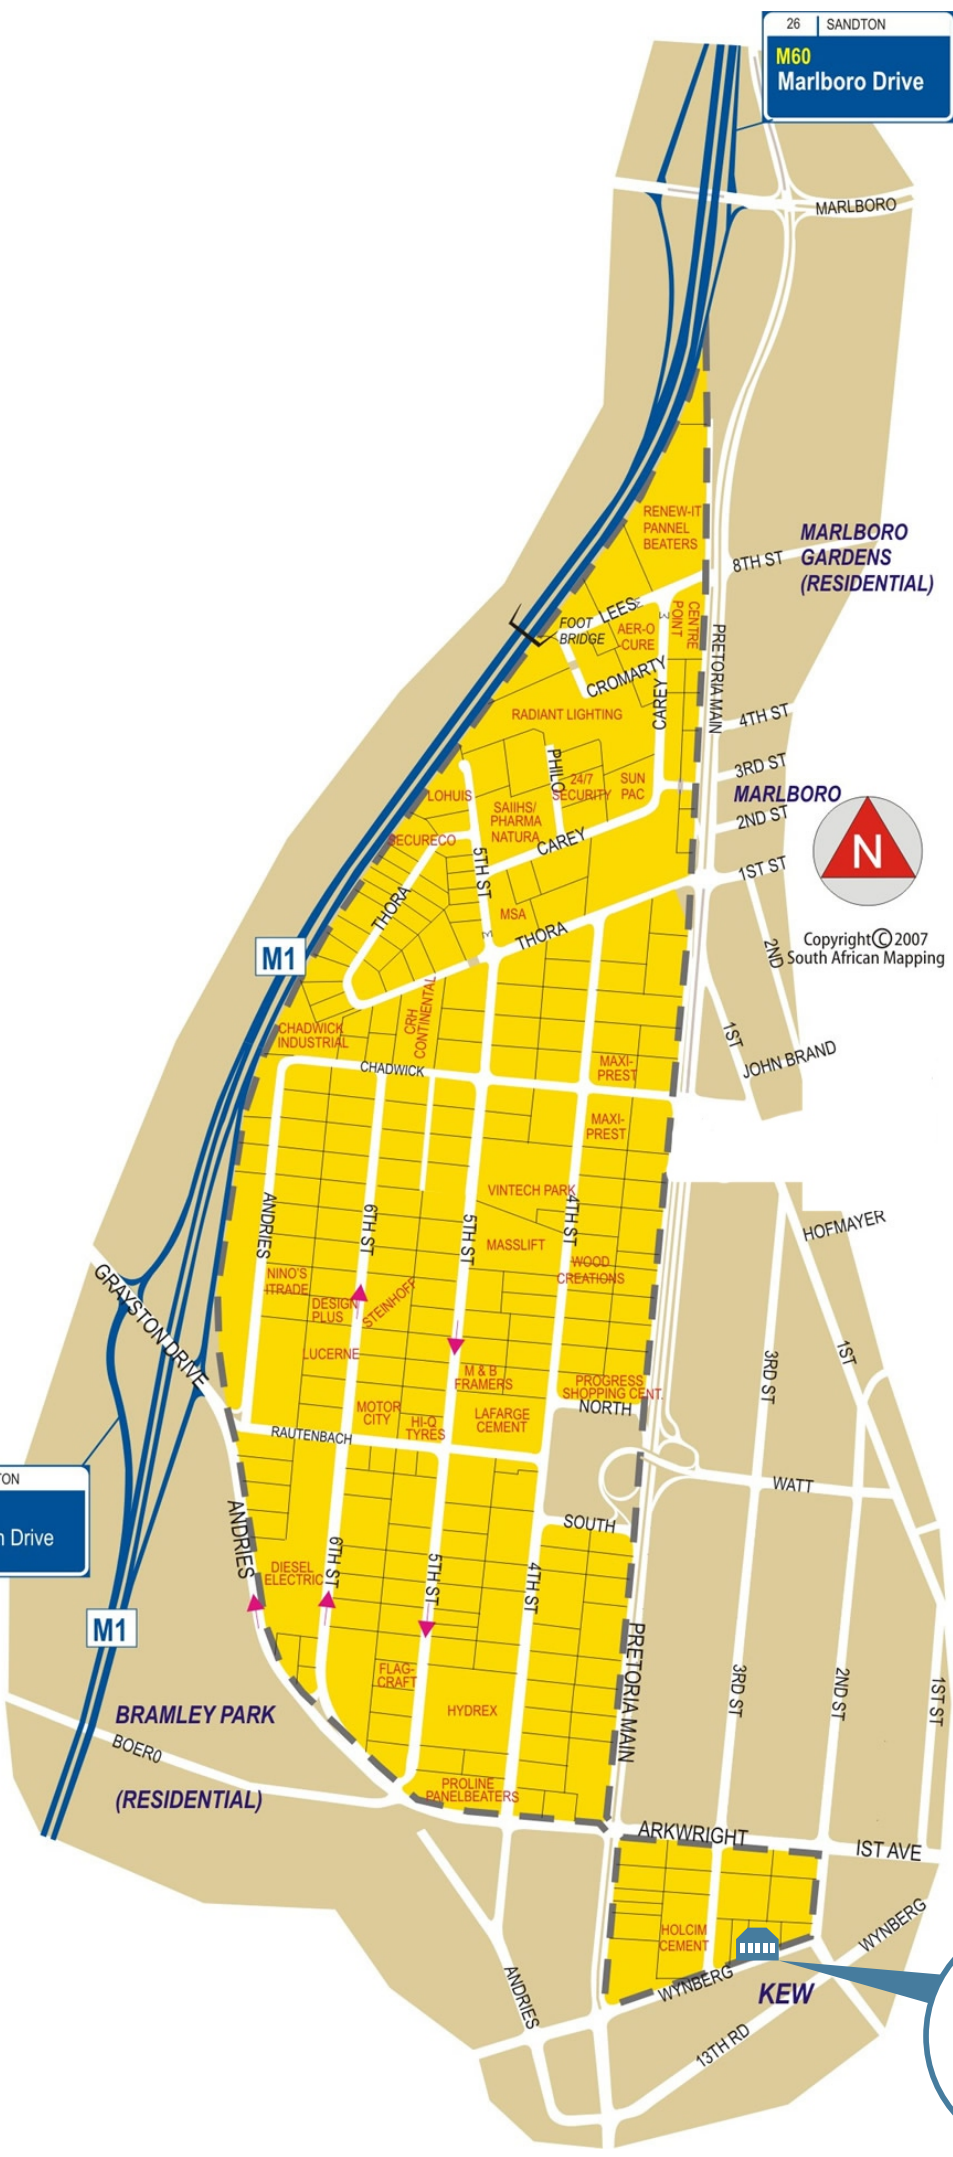 26 SANDTON
M60
Marlboro Drive
MARLBORO
RENEW-IT
PANNEL
BEATERS
MARLBORO
GARDENS
(RESIDENTIAL)
8TH ST
LEES
FOOT
BRIDGE
AER-O
CURE
CENTRE
POINT
PRETORIA MAIN
CROMARTY
CAREY
RADIANT LIGHTING
4TH ST
3RD ST
PHILO
24/7
SECURITY
SUN
PAC
LOHUIS
MARLBORO
SAIIHS/
PHARMA
NATURA
2ND ST
N
SECURECO
CAREY
5TH ST
1ST ST
THORA
MSA
THORA
2ND
Copyright© 2007
South African Mapping
M1
CRH
CONTINENTAL
CHADWICK
INDUSTRIAL
1ST
JOHN BRAND
CHADWICK
MAXI-
PREST
MAXI-
PREST
VINTECH PARK
ANDRIES
6TH ST
5TH ST
4TH ST
HOFMAYER
MASSLIFT
WOOD
CREATIONS
GRAYSTON DRIVE
NINO'S
ITRADE
DESIGN
PLUS
STEINHOFF
LUCERNE
1ST
3RD ST
M & B
FRAMERS
PROGRESS
SHOPPING CENT.
NORTH
MOTOR
CITY
HI-Q
TYRES
LAFARGE
CEMENT
RAUTENBACH
TON
n Drive
WATT
SOUTH
ANDRIES
6TH ST
5TH ST
4TH ST
DIESEL
ELECTRIC
M1
PRETORIA MAIN
3RD ST
2ND ST
1ST ST
FLAG-
CRAFT
HYDREX
BRAMLEY PARK
BOER0
(RESIDENTIAL)
PROLINE
PANELBEATERS
ARKWRIGHT
IST AVE
HOLCIM
CEMENT
WYNBERG
WYNBERG
KEW
ANDRIES
13TH RD